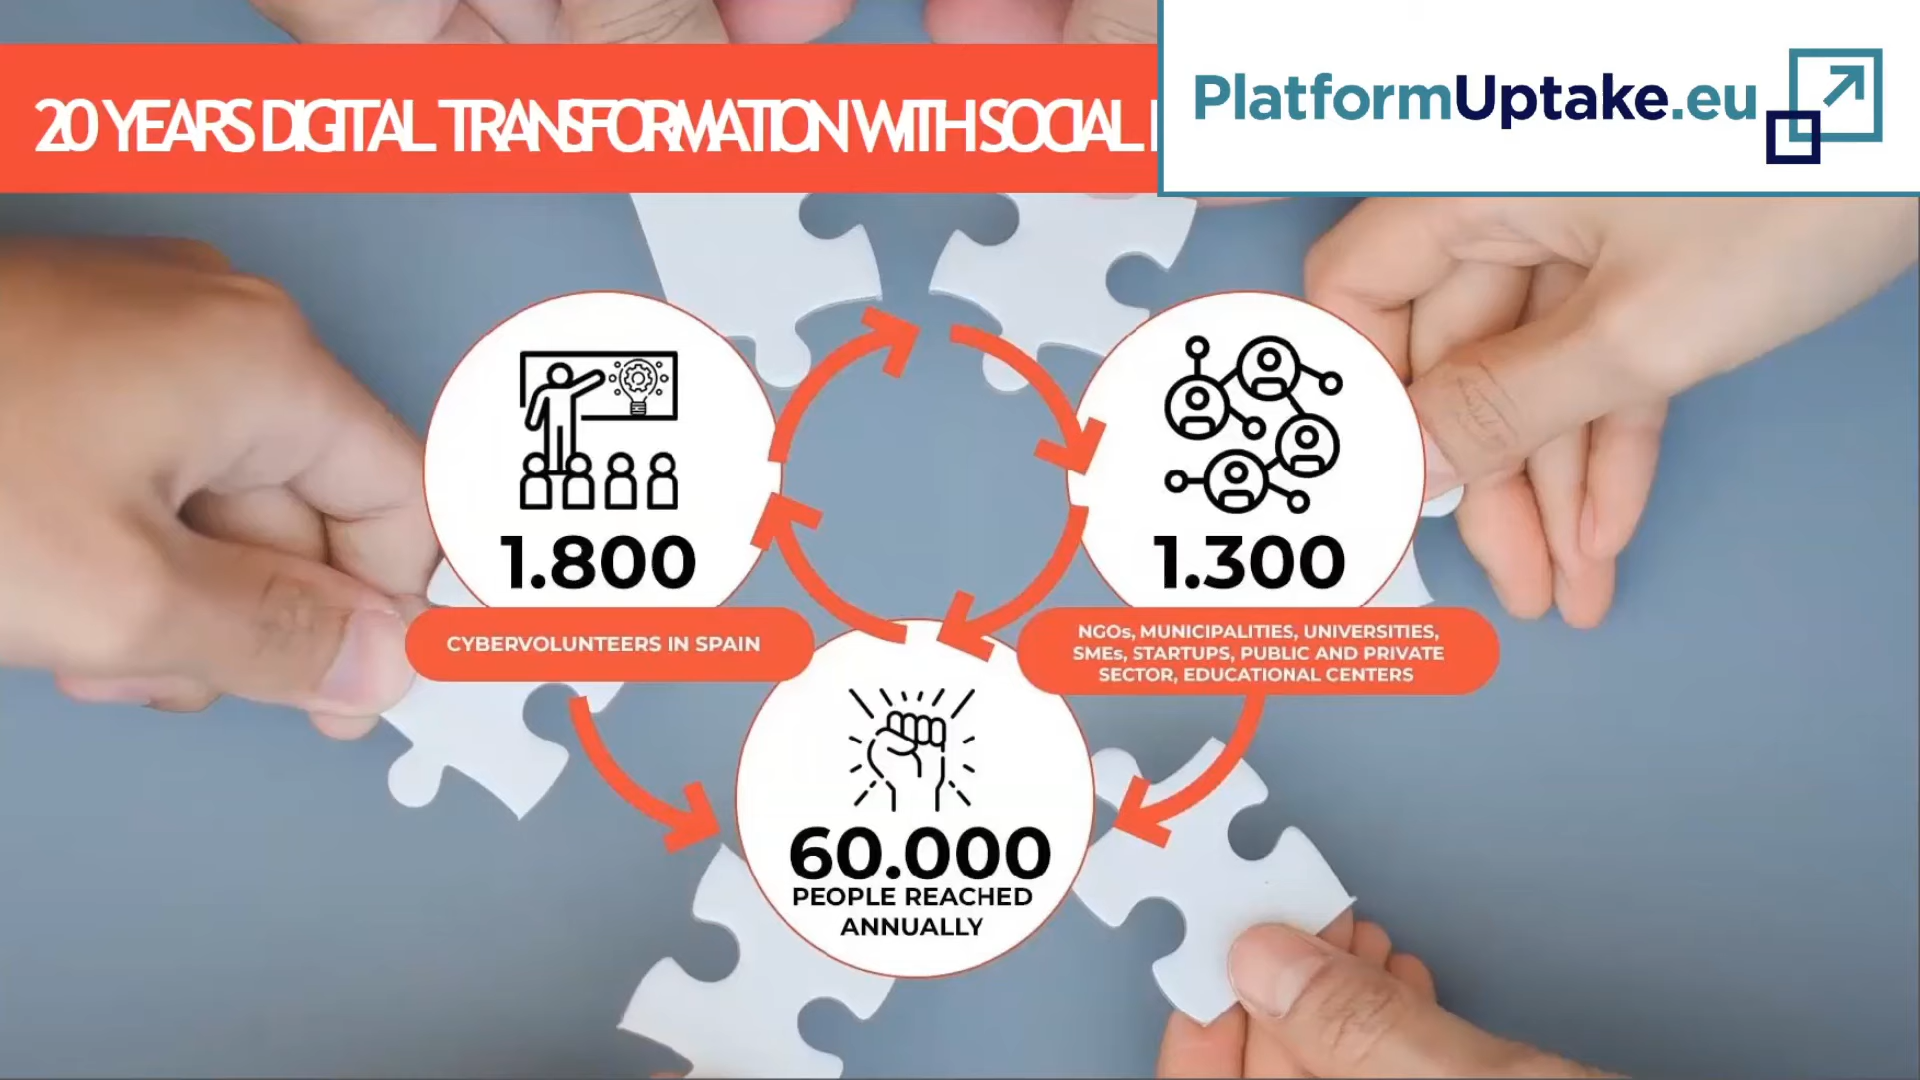 20 YEARS DIGITAL TRANSFORMATION WITH SOCIAL
PlatformUptake.eu
1.800
CYBERVOLUNTEERS IN SPAIN
1.300
NGOs, MUNICIPALITIES, UNIVERSITIES,
SMEs, STARTUPS, PUBLIC AND PRIVATE
SECTOR, EDUCATIONAL CENTERS
60.000
PEOPLE REACHED
ANNUALLY